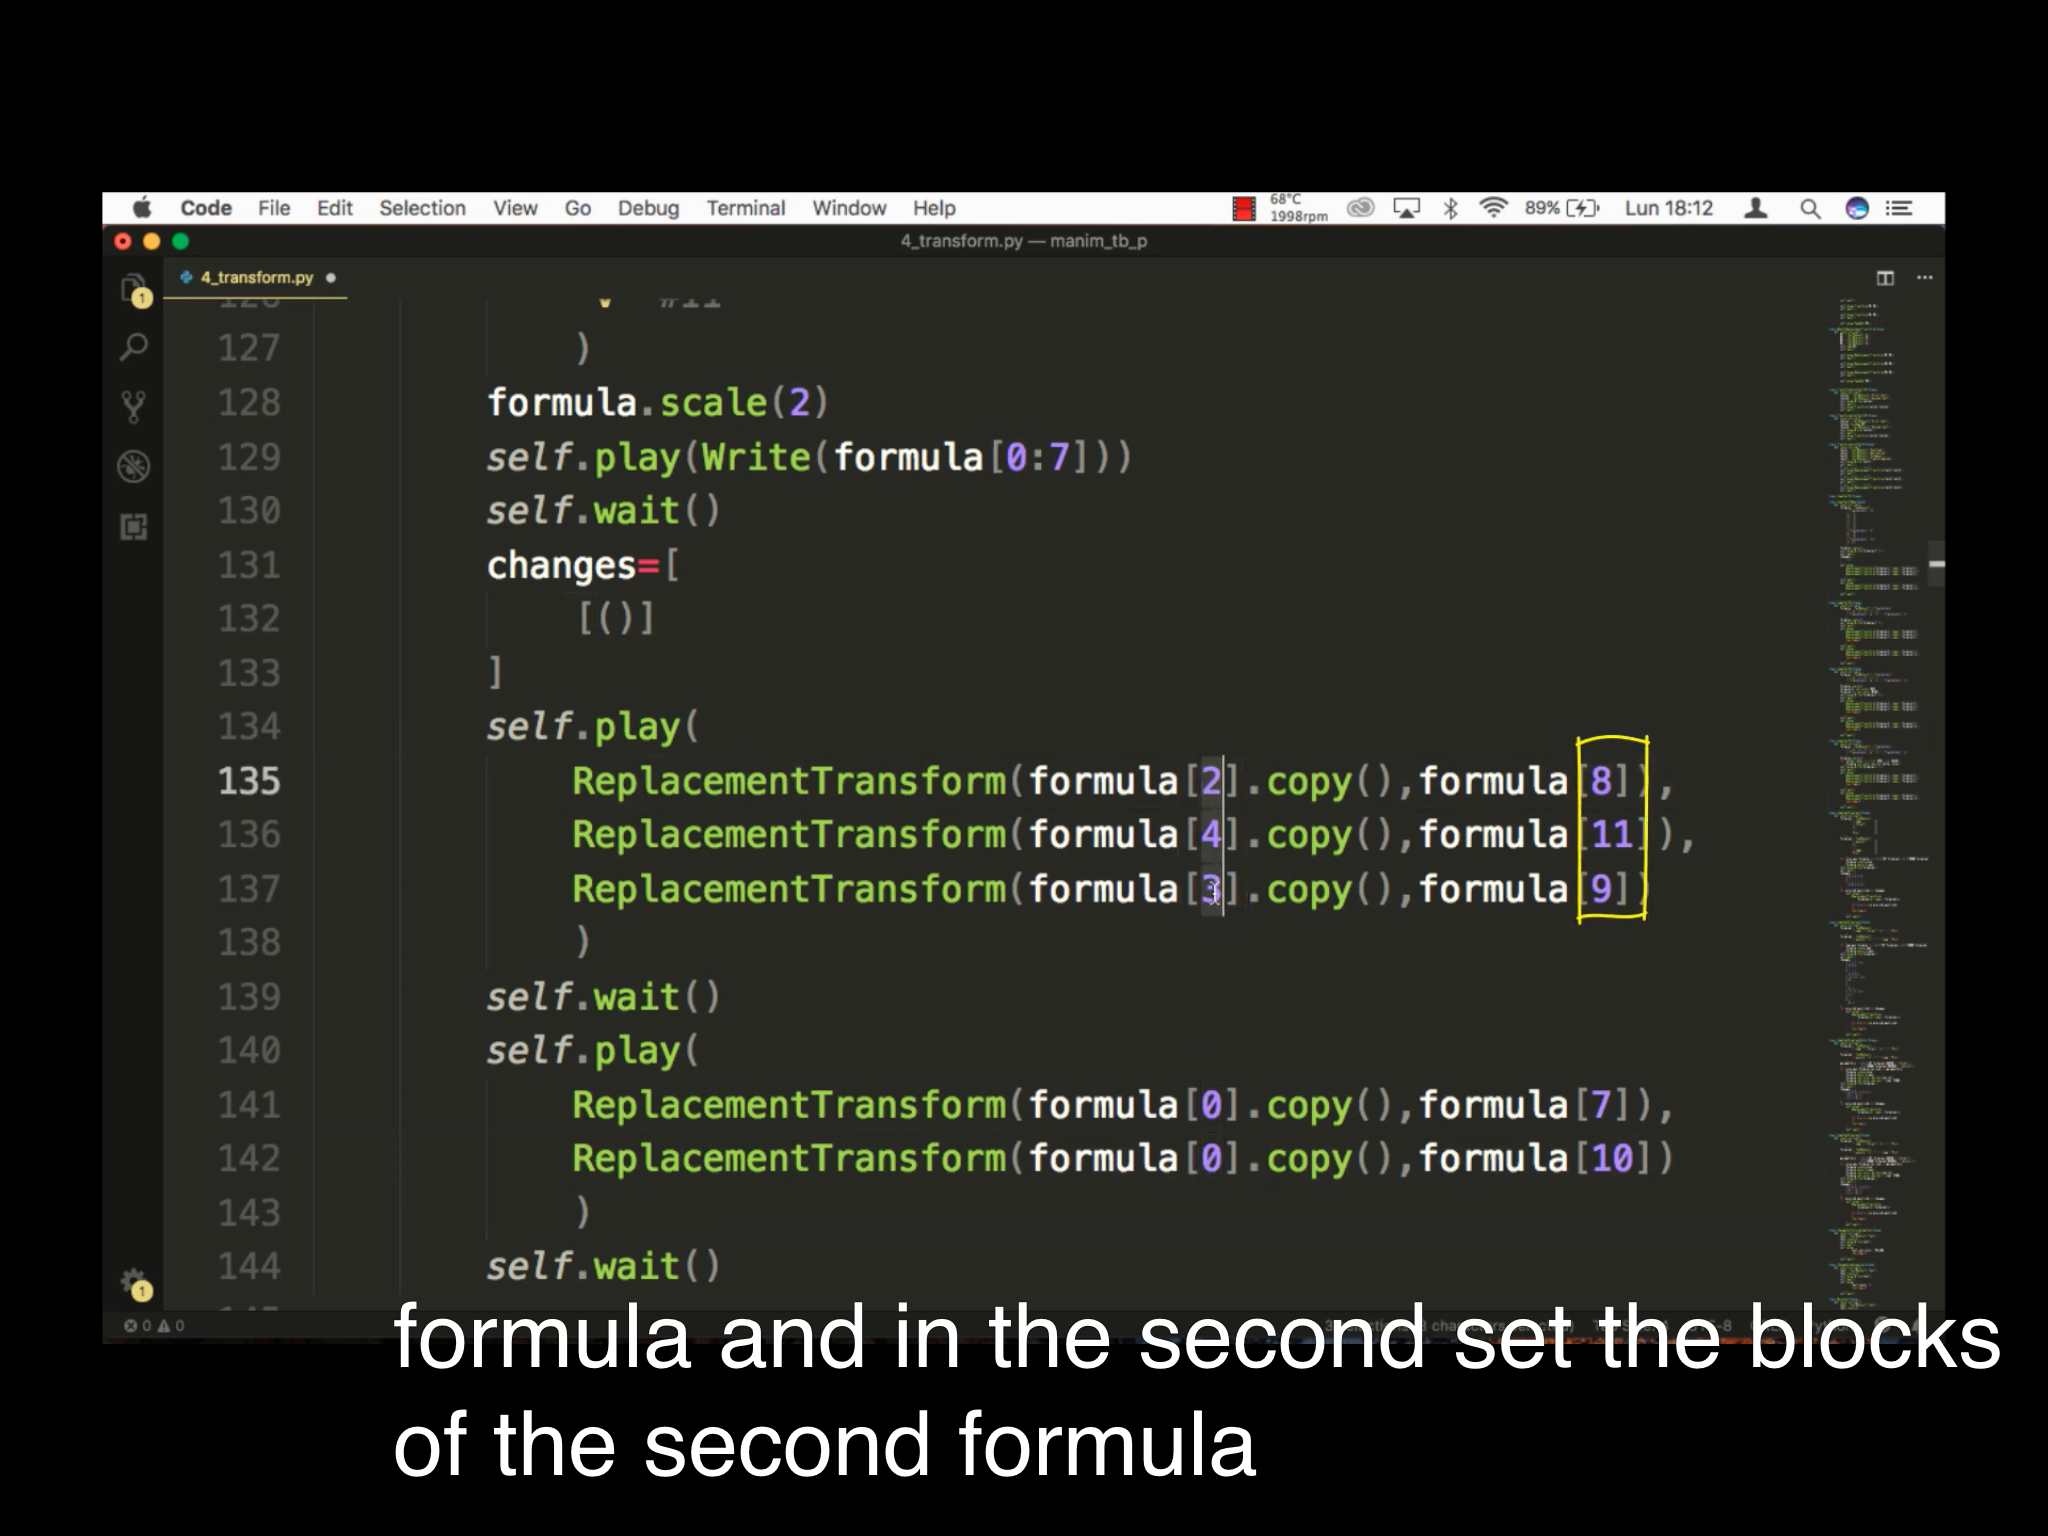 Code File Edit Selection View Go Debug Terminal Window Help 68°C 1998rpm 89% Lun 18:12
4_transform.py — manim_tb_p
1 4_transform.py
126 #11
127 )
128 formula.scale(2)
129 self.play(Write(formula[0:7]))
130 self.wait()
131 changes=[
132 [()]
133 ]
134 self.play(
135 ReplacementTransform(formula[2].copy(),formula[8]),
136 ReplacementTransform(formula[4].copy(),formula[11]),
137 ReplacementTransform(formula[3].copy(),formula[9])
138 )
139 self.wait()
140 self.play(
141 ReplacementTransform(formula[0].copy(),formula[7]),
142 ReplacementTransform(formula[0].copy(),formula[10])
143 )
144 self.wait()
1
0 0
formula and in the second set the blocks
of the second formula